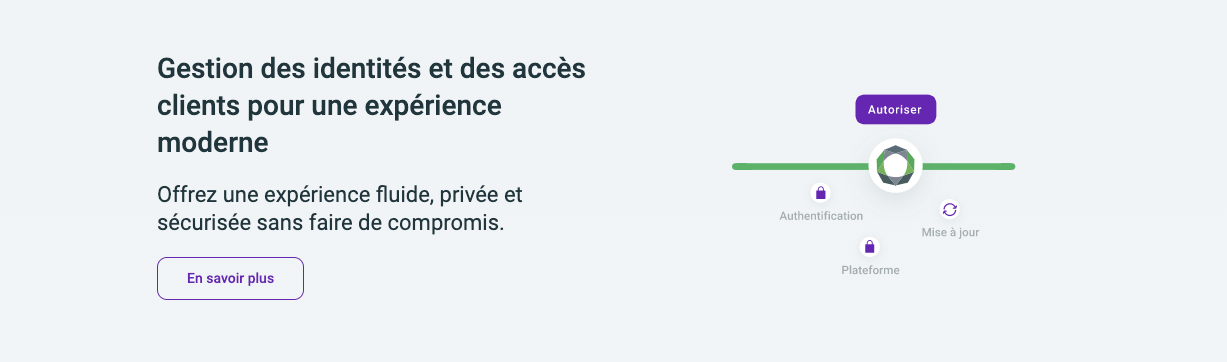 Gestion des identités et des accès
clients pour une expérience
moderne
Offrez une expérience fluide, privée et
sécurisée sans faire de compromis.
En savoir plus
Autoriser
Authentification
Mise à jour
Plateforme